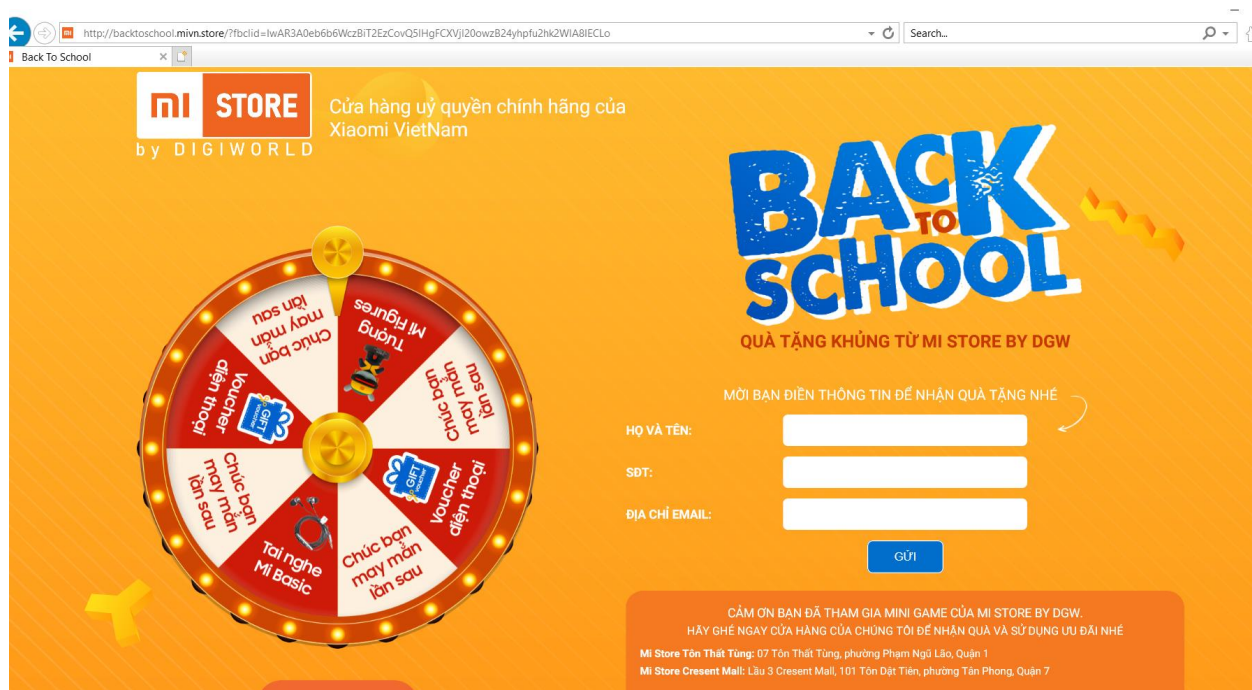 http://backtoschool.mivn.store/?fbclid=IwAR3A0eb6b6WczBiT2EzCovQ5IHgFCXVjI20owzB24yhpfu2hk2WIA8IECLo
Search...
Back To School
mi STORE
by DIGIWORLD
Cửa hàng uỷ quyền chính hãng của
Xiaomi VietNam
BACK
TO
SCHOOL
QUÀ TẶNG KHỦNG TỪ MI STORE BY DGW
MỜI BẠN ĐIỀN THÔNG TIN ĐỂ NHẬN QUÀ TẶNG NHÉ
HỌ VÀ TÊN:
SĐT:
ĐỊA CHỈ EMAIL:
GỬI
Tượng
Mi Figures
Chúc bạn
may mắn
lần sau
Voucher
điện thoại
GIFT
voucher
Chúc bạn
may mắn
lần sau
Tai nghe
Mi Basic
Chúc bạn
may mắn
lần sau
Voucher
điện thoại
GIFT
voucher
Chúc bạn
may mắn
lần sau
CẢM ƠN BẠN ĐÃ THAM GIA MINI GAME CỦA MI STORE BY DGW.
HÃY GHÉ NGAY CỬA HÀNG CỦA CHÚNG TÔI ĐỂ NHẬN QUÀ VÀ SỬ DỤNG ƯU ĐÃI NHÉ
Mi Store Tôn Thất Tùng: 07 Tôn Thất Tùng, phường Phạm Ngũ Lão, Quận 1
Mi Store Cresent Mall: Lầu 3 Cresent Mall, 101 Tôn Dật Tiên, phường Tân Phong, Quận 7